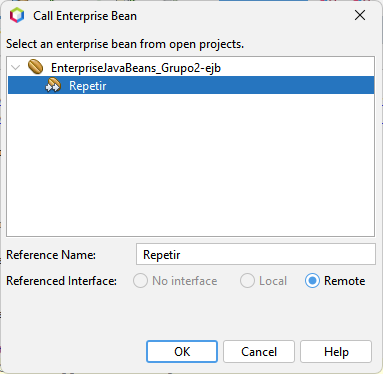 Call Enterprise Bean
Select an enterprise bean from open projects.
EnterpriseJavaBeans_Grupo2-ejb
Repetir
Reference Name: Repetir
Referenced Interface: No interface Local Remote
OK Cancel Help